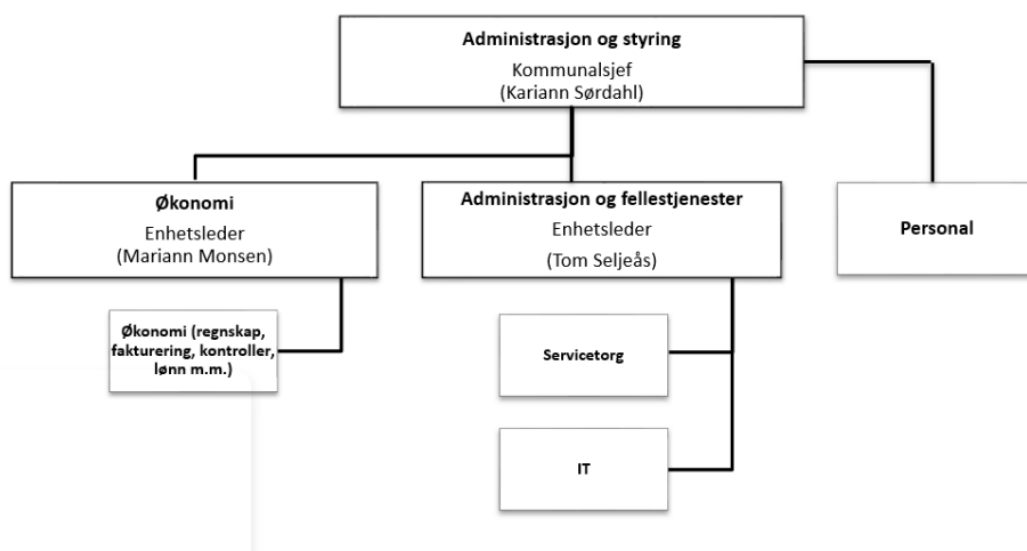 Administrasjon og styring
Kommunalsjef
(Kariann Sørdahl)
Økonomi
Enhetsleder
(Mariann Monsen)
Administrasjon og fellestjenester
Enhetsleder
(Tom Seljeås)
Personal
Økonomi (regnskap,
fakturering, kontroller,
lønn m.m.)
Servicetorg
IT